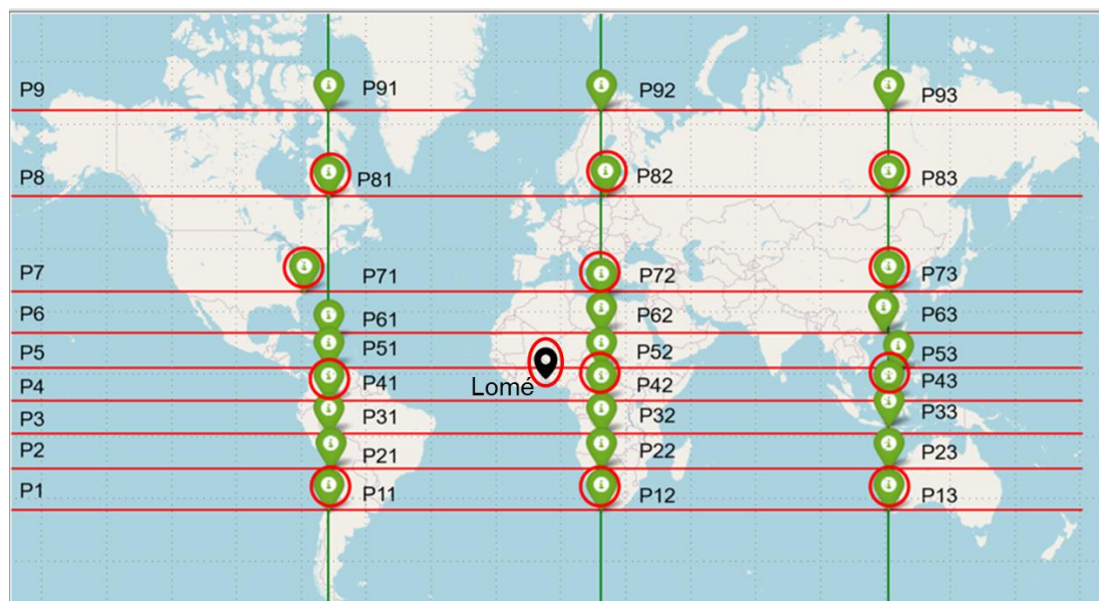 P9 P91 P92 P93
P8 P81 P82 P83
P7 P71 P72 P73
P6 P61 P62 P63
P5 P51 P52 P53
Lomé
P4 P41 P42 P43
P3 P31 P32 P33
P2 P21 P22 P23
P1 P11 P12 P13